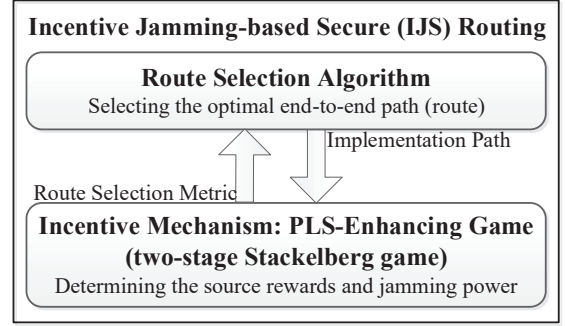 Incentive Jamming-based Secure (IJS) Routing
Route Selection Algorithm
Selecting the optimal end-to-end path (route)
Implementation Path
Route Selection Metric
Incentive Mechanism: PLS-Enhancing Game
(two-stage Stackelberg game)
Determining the source rewards and jamming power